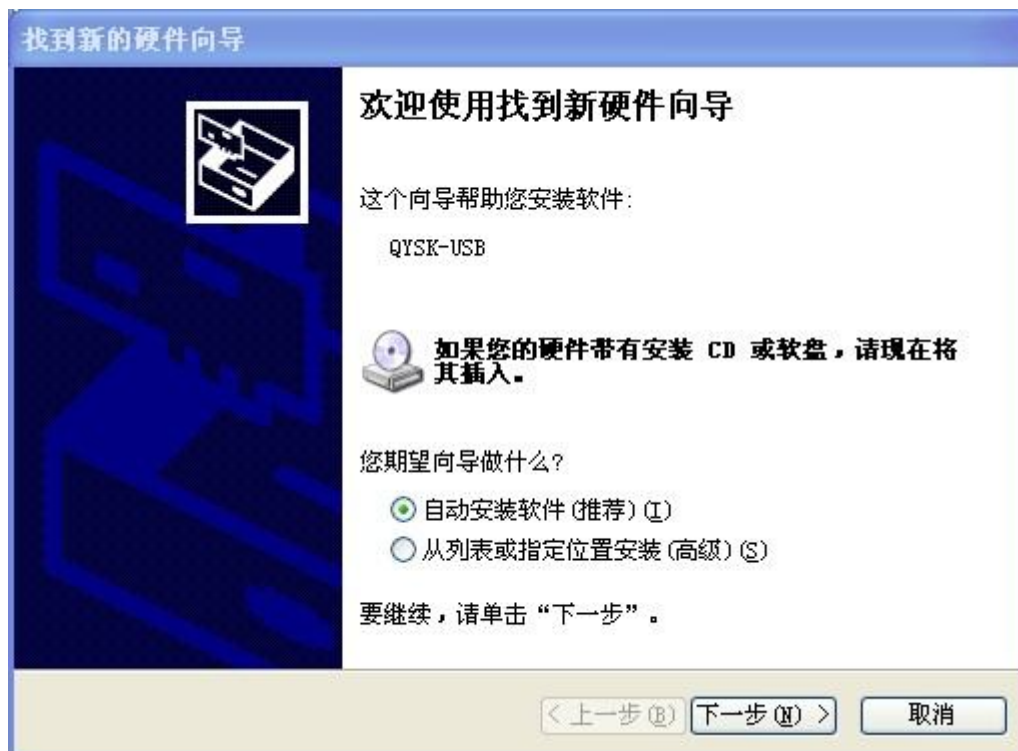 找到新的硬件向导
欢迎使用找到新硬件向导
这个向导帮助您安装软件:
QYSK-USB
如果您的硬件带有安装 CD 或软盘，请现在将
其插入。
您期望向导做什么?
自动安装软件(推荐)(I)
从列表或指定位置安装(高级)(S)
要继续，请单击“下一步”。
< 上一步(B) 下一步(N) > 取消